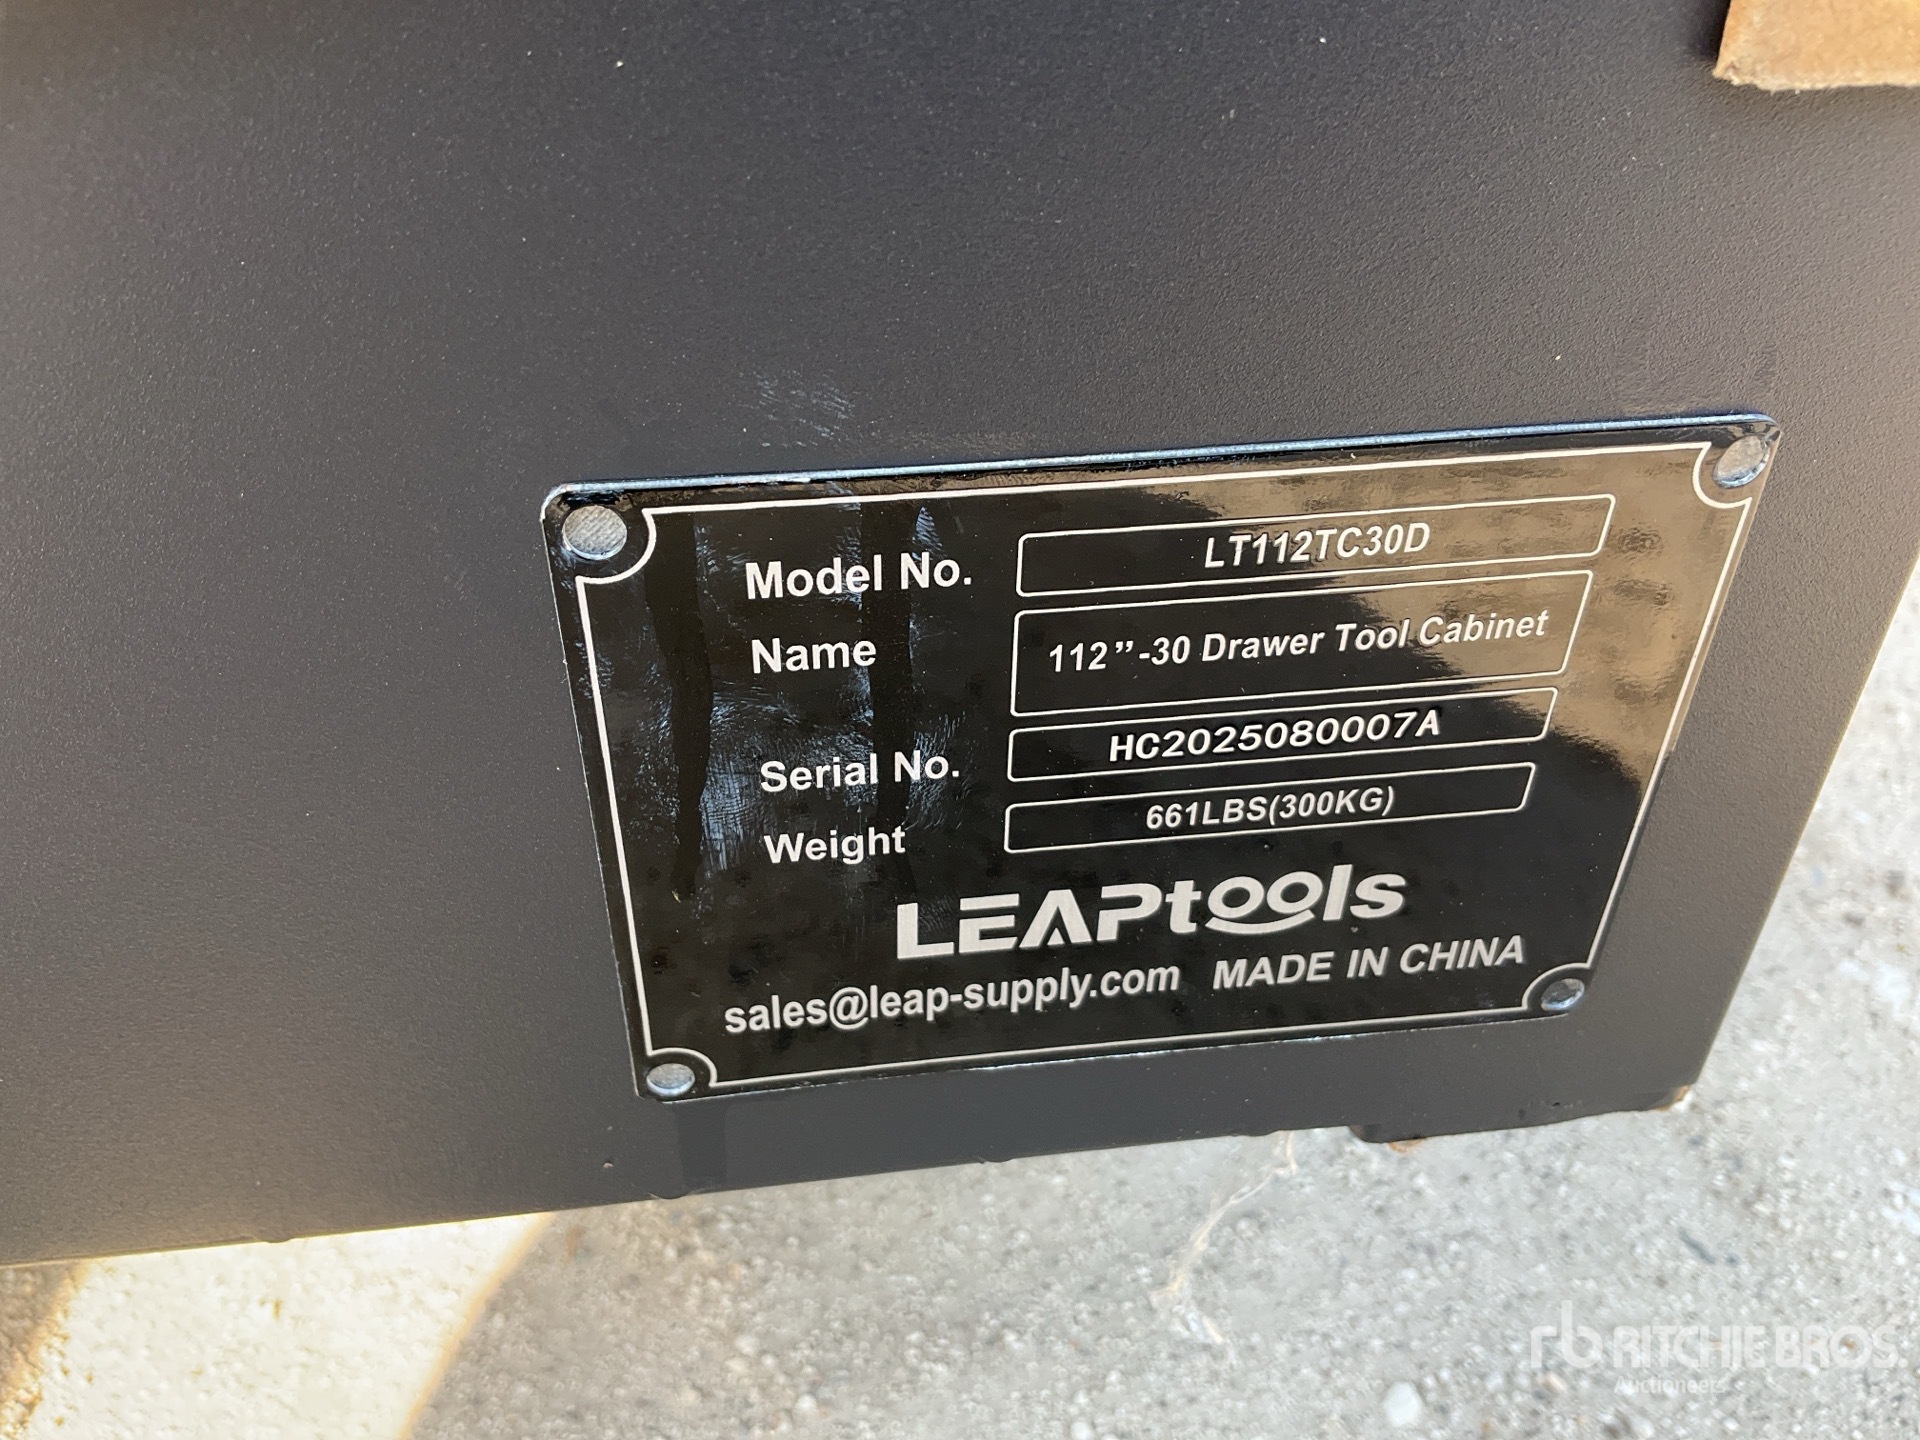 Model No. LT112TC30D
Name 112”-30 Drawer Tool Cabinet
Serial No. HC2025080007A
Weight 661LBS(300KG)
LEAPtools
sales@leap-supply.com MADE IN CHINA
rb RITCHIE BROS.
Auctioneers